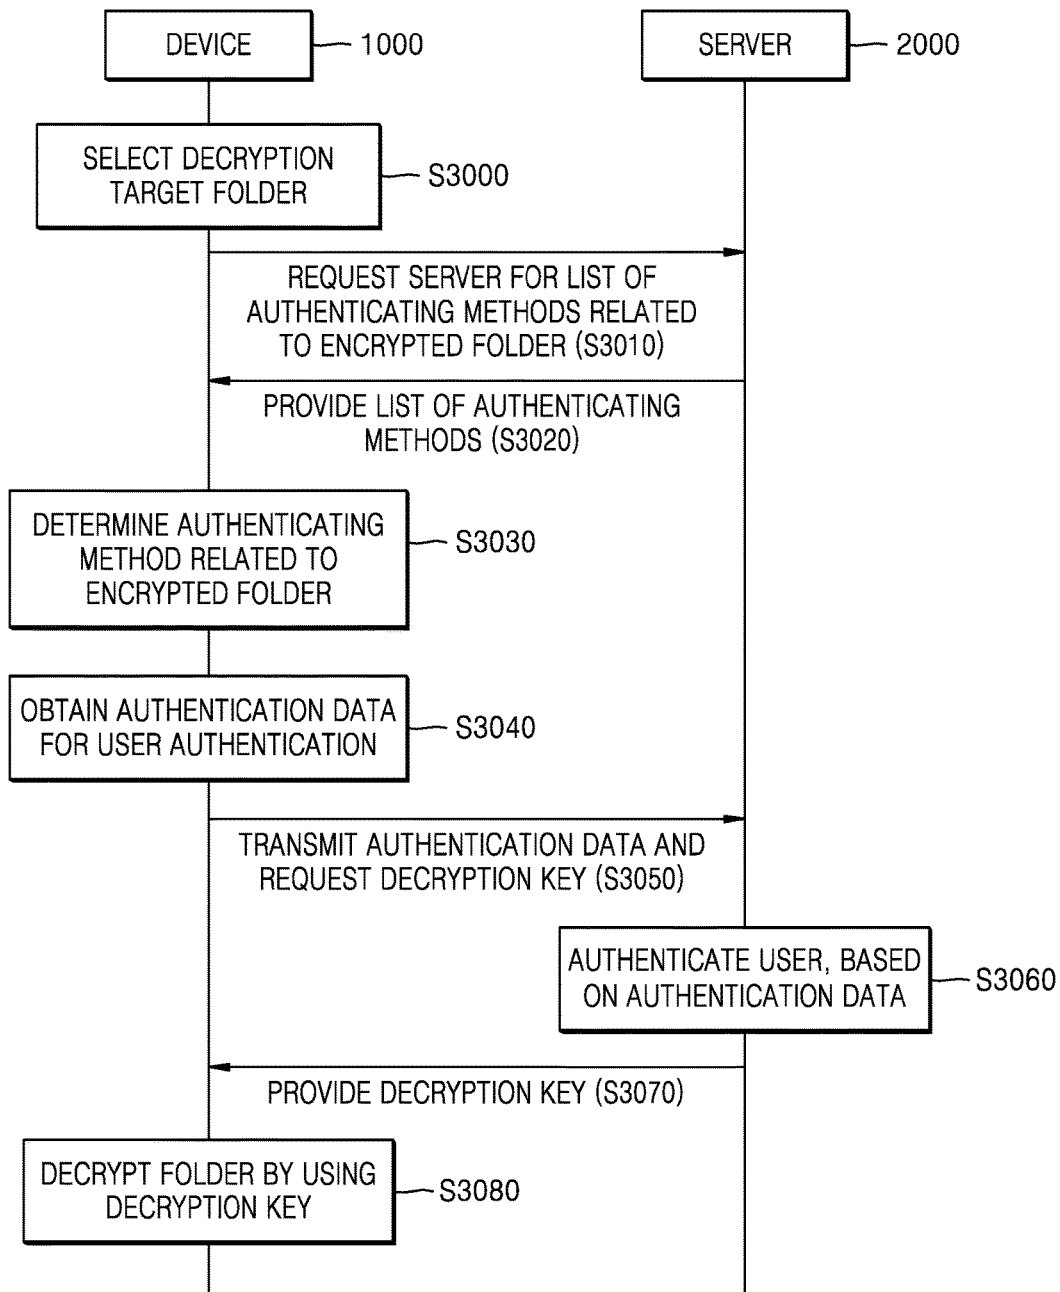 DEVICE
1000
SERVER
2000
SELECT DECRYPTION
TARGET FOLDER
S3000
REQUEST SERVER FOR LIST OF
AUTHENTICATING METHODS RELATED
TO ENCRYPTED FOLDER (S3010)
PROVIDE LIST OF AUTHENTICATING
METHODS (S3020)
DETERMINE AUTHENTICATING
METHOD RELATED TO
ENCRYPTED FOLDER
S3030
OBTAIN AUTHENTICATION DATA
FOR USER AUTHENTICATION
S3040
TRANSMIT AUTHENTICATION DATA AND
REQUEST DECRYPTION KEY (S3050)
AUTHENTICATE USER, BASED
ON AUTHENTICATION DATA
S3060
PROVIDE DECRYPTION KEY (S3070)
DECRYPT FOLDER BY USING
DECRYPTION KEY
S3080